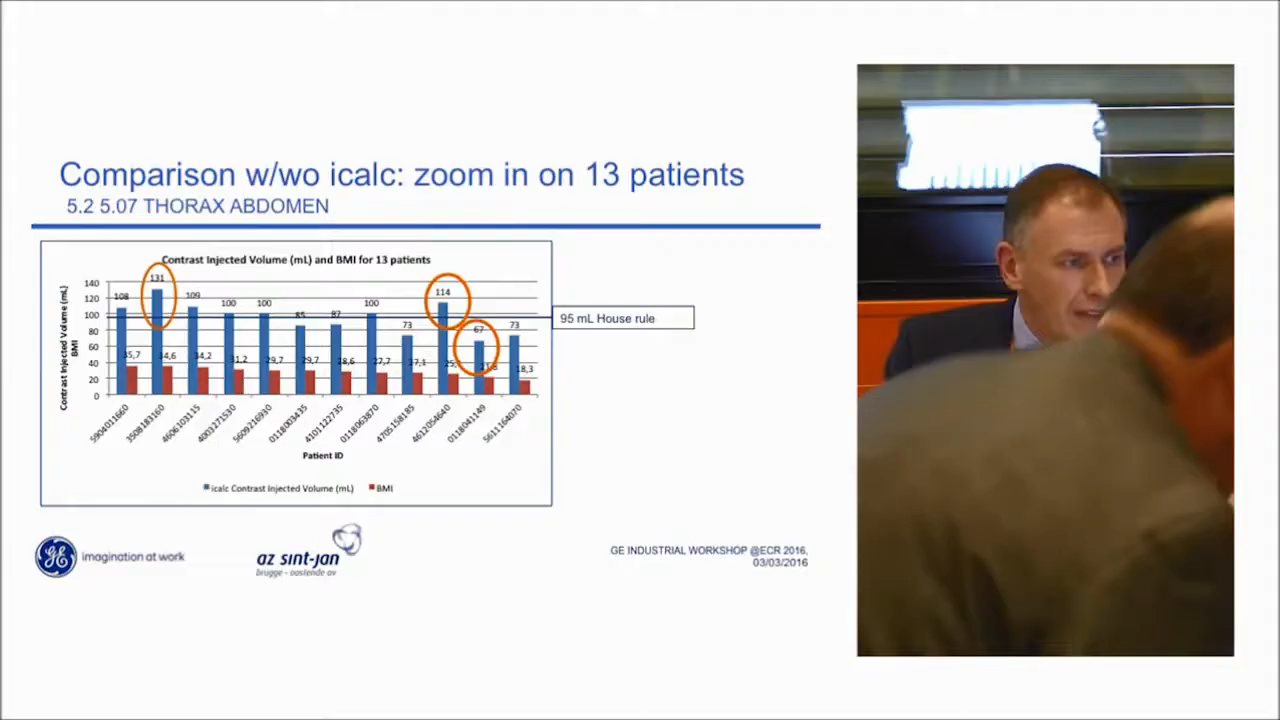 Comparison w/wo icalc: zoom in on 13 patients
5.2 5.07 THORAX ABDOMEN
Contrast Injected Volume (mL) and BMI for 13 patients
Contrast Injected Volume (mL)
BMI
140
120
100
80
60
40
20
0
108 131 109 100 100 85 87 100 73 114 67 73
35,7 34,6 34,2 31,2 29,7 29,7 28,6 27,7 27,1 18,3
95 mL House rule
5904011660 3508183160 4606103115 4003271530 5609216930 0118003435 4101122735 0118063870 4705158185 4612054640 0118041149 5611164070
Patient ID
icalc Contrast Injected Volume (mL) BMI
GE imagination at work
az sint-jan
brugge - oostende av
GE INDUSTRIAL WORKSHOP @ECR 2016,
03/03/2016